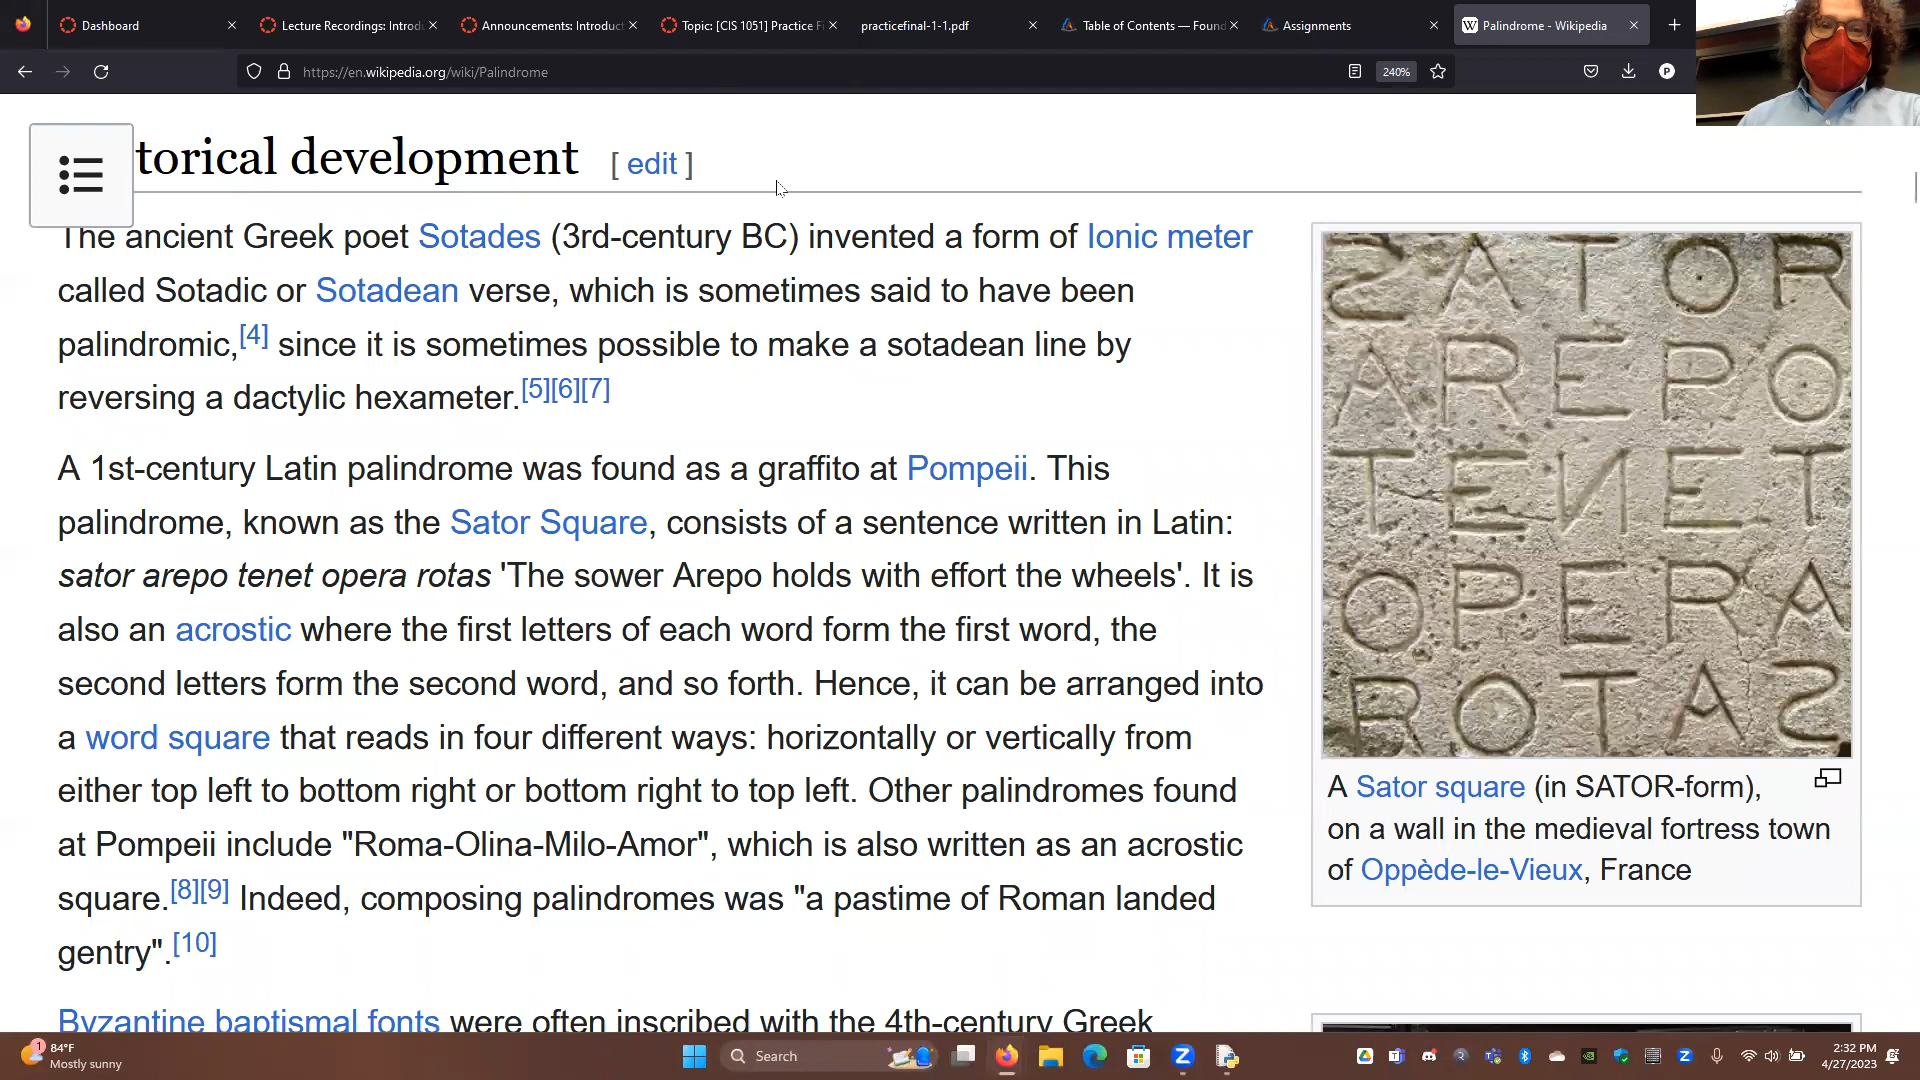 Dashboard
Lecture Recordings: Introdu
Announcements: Introduct
Topic: [CIS 1051] Practice Fi
practicefinal-1-1.pdf
Table of Contents — Found
Assignments
W Palindrome - Wikipedia
https://en.wikipedia.org/wiki/Palindrome
240%
P
torical development [ edit ]
The ancient Greek poet Sotades (3rd-century BC) invented a form of Ionic meter
called Sotadic or Sotadean verse, which is sometimes said to have been
palindromic,[4] since it is sometimes possible to make a sotadean line by
reversing a dactylic hexameter.[5][6][7]
A 1st-century Latin palindrome was found as a graffito at Pompeii. This
palindrome, known as the Sator Square, consists of a sentence written in Latin:
sator arepo tenet opera rotas 'The sower Arepo holds with effort the wheels'. It is
also an acrostic where the first letters of each word form the first word, the
second letters form the second word, and so forth. Hence, it can be arranged into
a word square that reads in four different ways: horizontally or vertically from
either top left to bottom right or bottom right to top left. Other palindromes found
at Pompeii include "Roma-Olina-Milo-Amor", which is also written as an acrostic
square.[8][9] Indeed, composing palindromes was "a pastime of Roman landed
gentry".[10]
Byzantine baptismal fonts were often inscribed with the 4th-century Greek
SATOR
AREPO
TENET
OPERA
ROTAS
A Sator square (in SATOR-form),
on a wall in the medieval fortress town
of Oppède-le-Vieux, France
1
84°F
Mostly sunny
Search
2:32 PM
4/27/2023